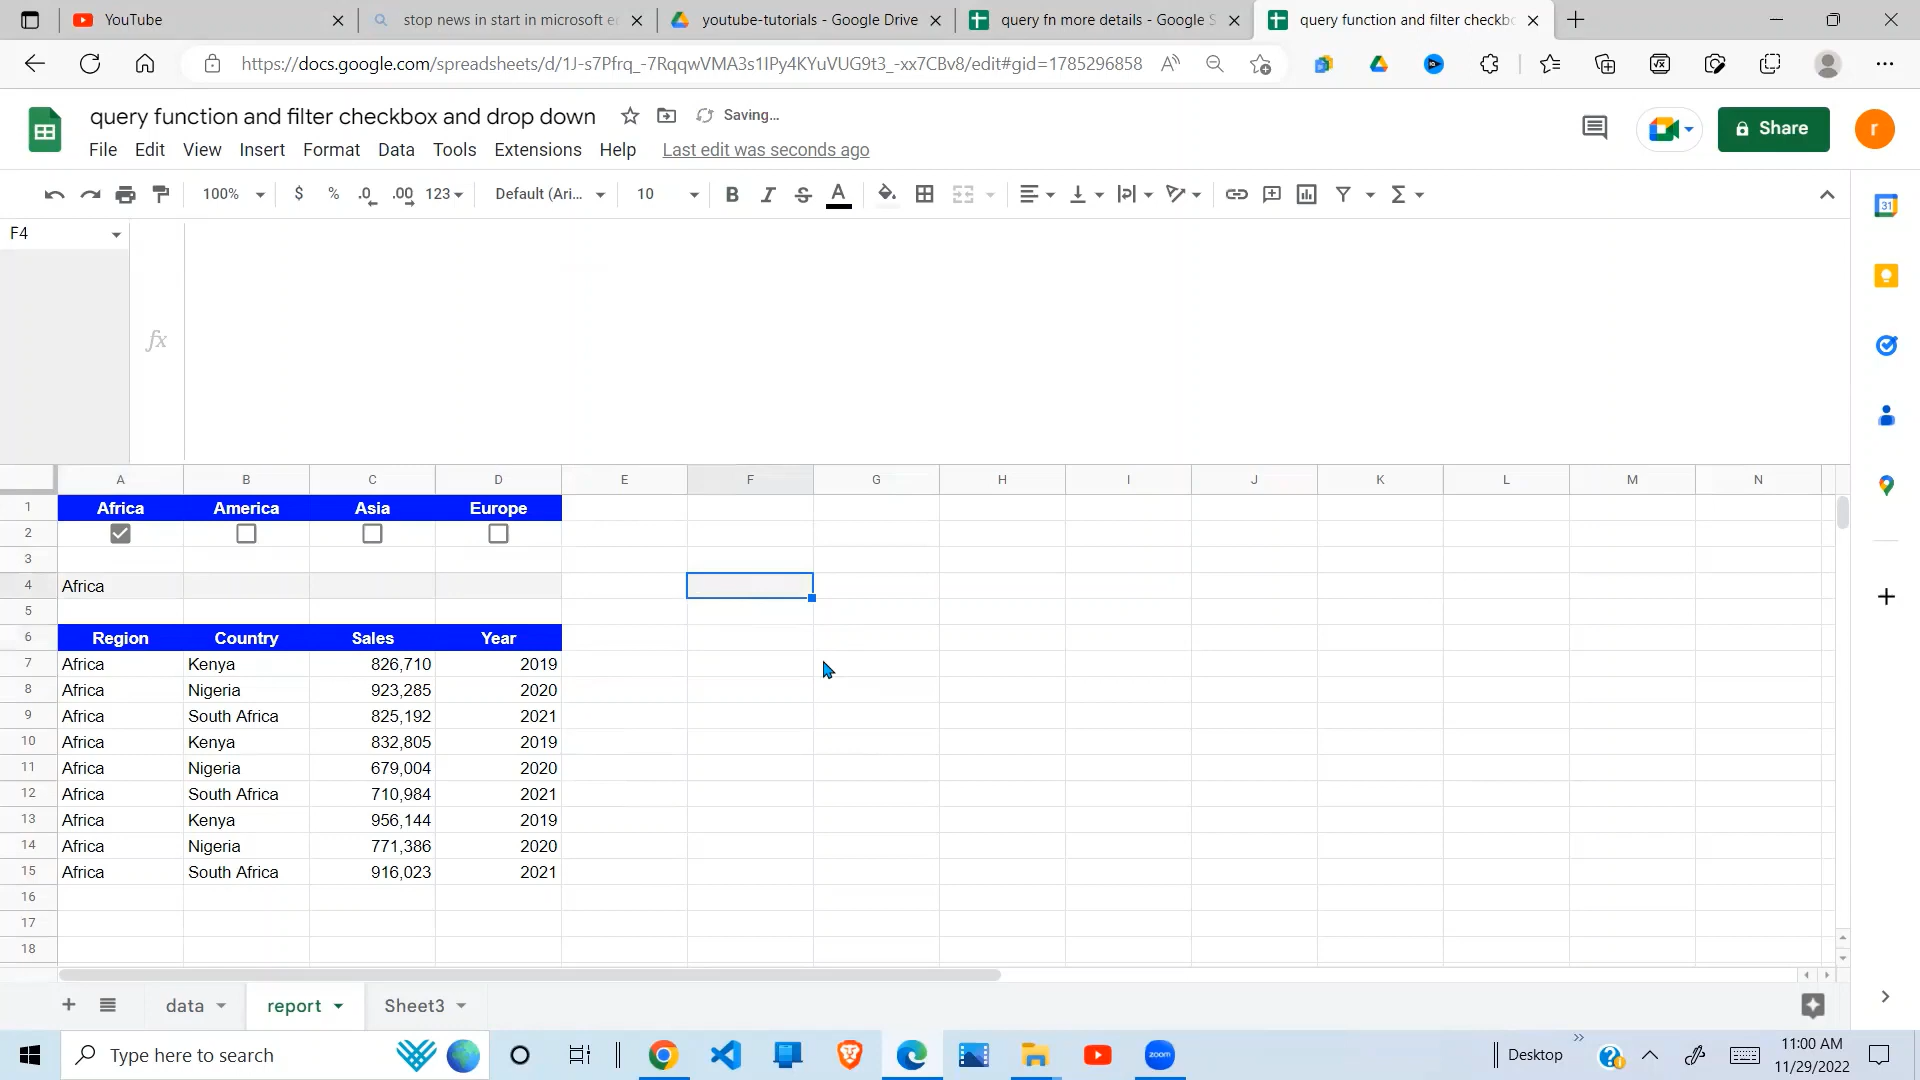 YouTube
stop news in start in microsoft e
youtube-tutorials - Google Drive
query fn more details - Google S
query function and filter checkbo
https://docs.google.com/spreadsheets/d/1J-s7Pfrq_-7RqqwVMA3s1IPy4KYuVUG9t3_-xx7CBv8/edit#gid=1785296858
query function and filter checkbox and drop down
Saving...
Share
r
File Edit View Insert Format Data Tools Extensions Help Last edit was seconds ago
100% $ % .0 .00 123 Default (Ari... 10 B I S A
F4
fx
A B C D E F G H I J K L M N
1 Africa America Asia Europe
2
3
4 Africa
5
6 Region Country Sales Year
7 Africa Kenya 826,710 2019
8 Africa Nigeria 923,285 2020
9 Africa South Africa 825,192 2021
10 Africa Kenya 832,805 2019
11 Africa Nigeria 679,004 2020
12 Africa South Africa 710,984 2021
13 Africa Kenya 956,144 2019
14 Africa Nigeria 771,386 2020
15 Africa South Africa 916,023 2021
16
17
18
data report Sheet3
Type here to search
zoom
Desktop
11:00 AM
11/29/2022
31